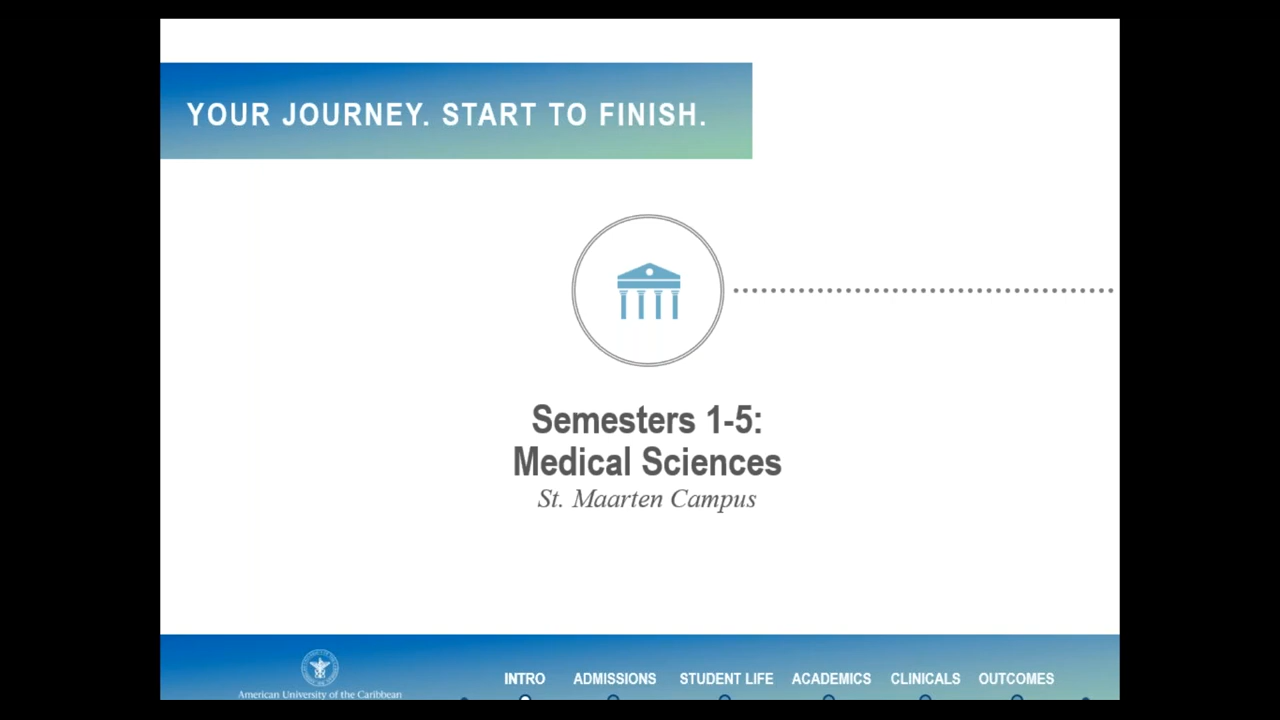 YOUR JOURNEY. START TO FINISH.
Semesters 1-5:
Medical Sciences
St. Maarten Campus
American University of the Caribbean
INTRO ADMISSIONS STUDENT LIFE ACADEMICS CLINICALS OUTCOMES